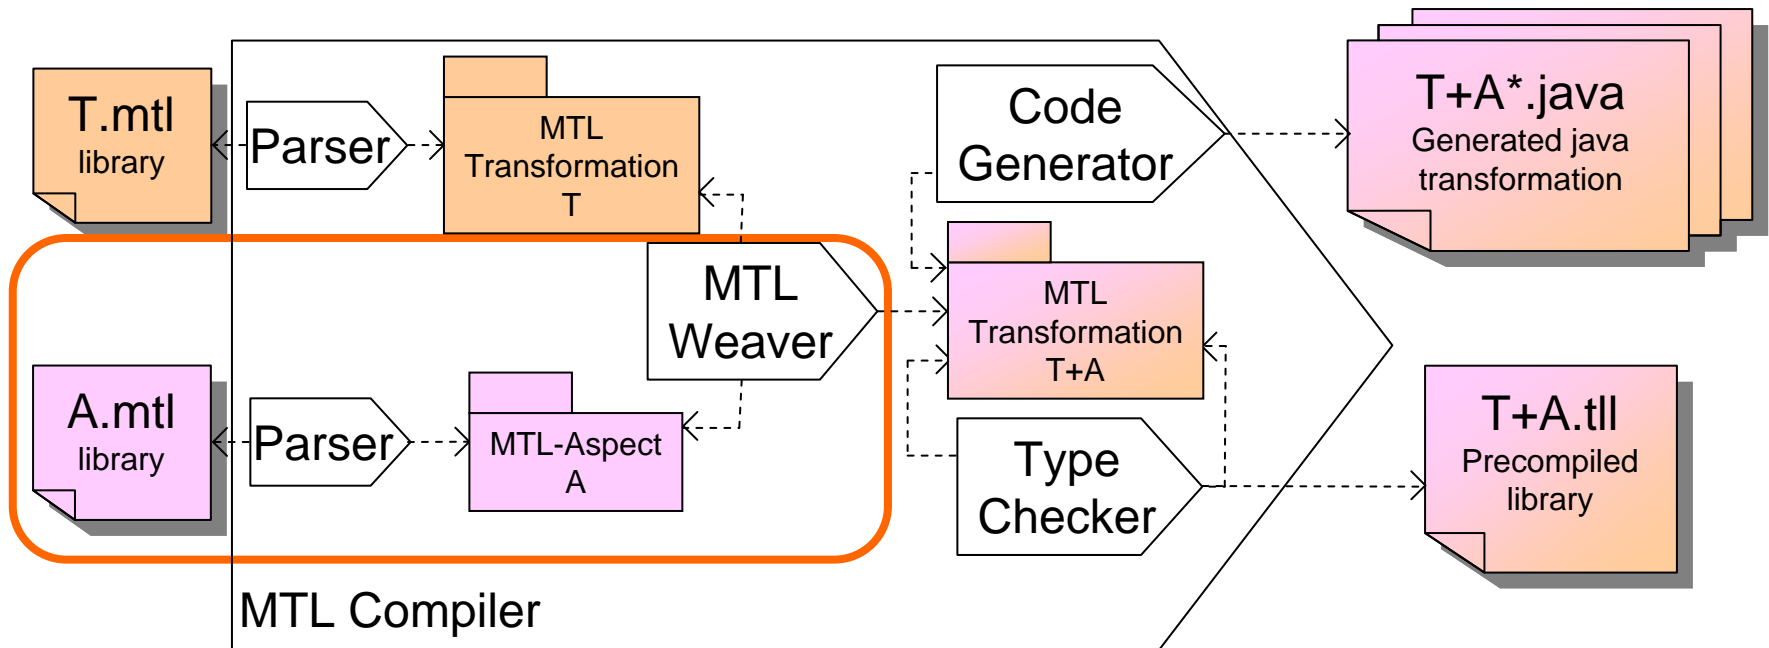 T.mtl
library
Parser
MTL
Transformation
T
Code
Generator
T+A*.java
Generated java
transformation
MTL
Weaver
MTL
Transformation
T+A
A.mtl
library
Parser
MTL-Aspect
A
Type
Checker
T+A.tll
Precompiled
library
MTL Compiler